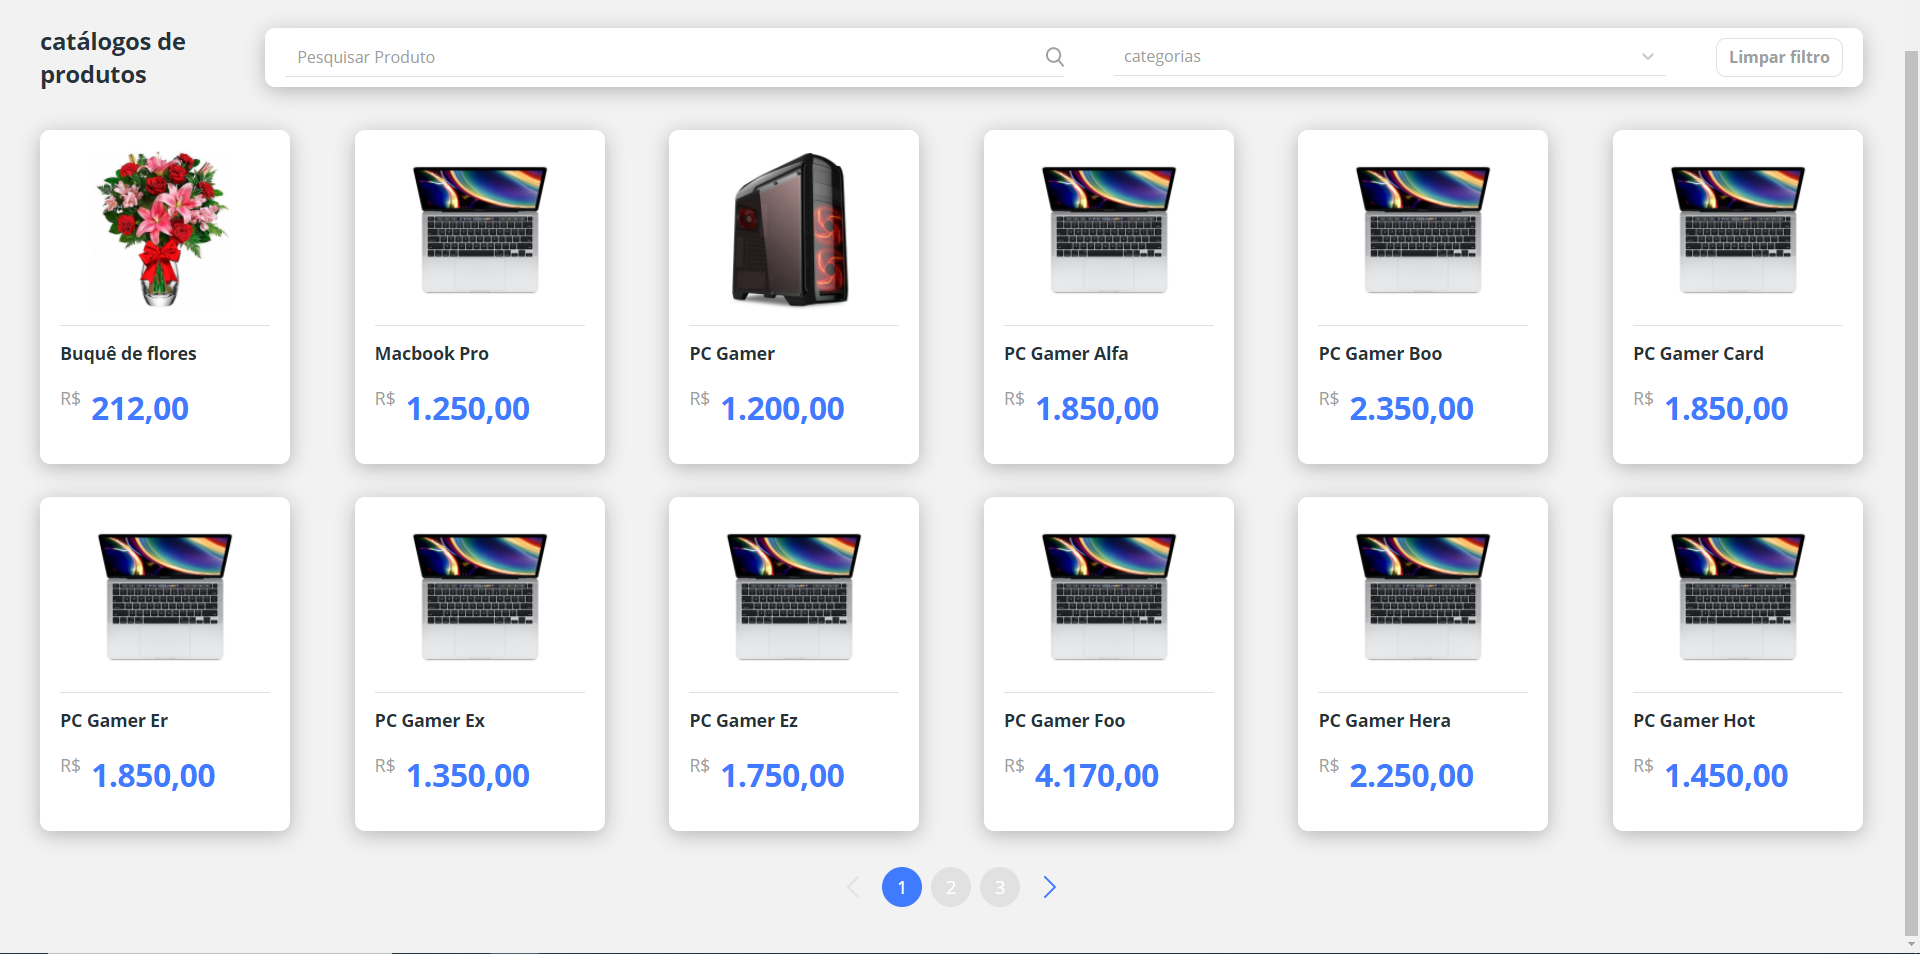 catálogos de
produtos
Pesquisar Produto
categorias
Limpar filtro
Buquê de flores
R$ 212,00
Macbook Pro
R$ 1.250,00
PC Gamer
R$ 1.200,00
PC Gamer Alfa
R$ 1.850,00
PC Gamer Boo
R$ 2.350,00
PC Gamer Card
R$ 1.850,00
PC Gamer Er
R$ 1.850,00
PC Gamer Ex
R$ 1.350,00
PC Gamer Ez
R$ 1.750,00
PC Gamer Foo
R$ 4.170,00
PC Gamer Hera
R$ 2.250,00
PC Gamer Hot
R$ 1.450,00
1 2 3